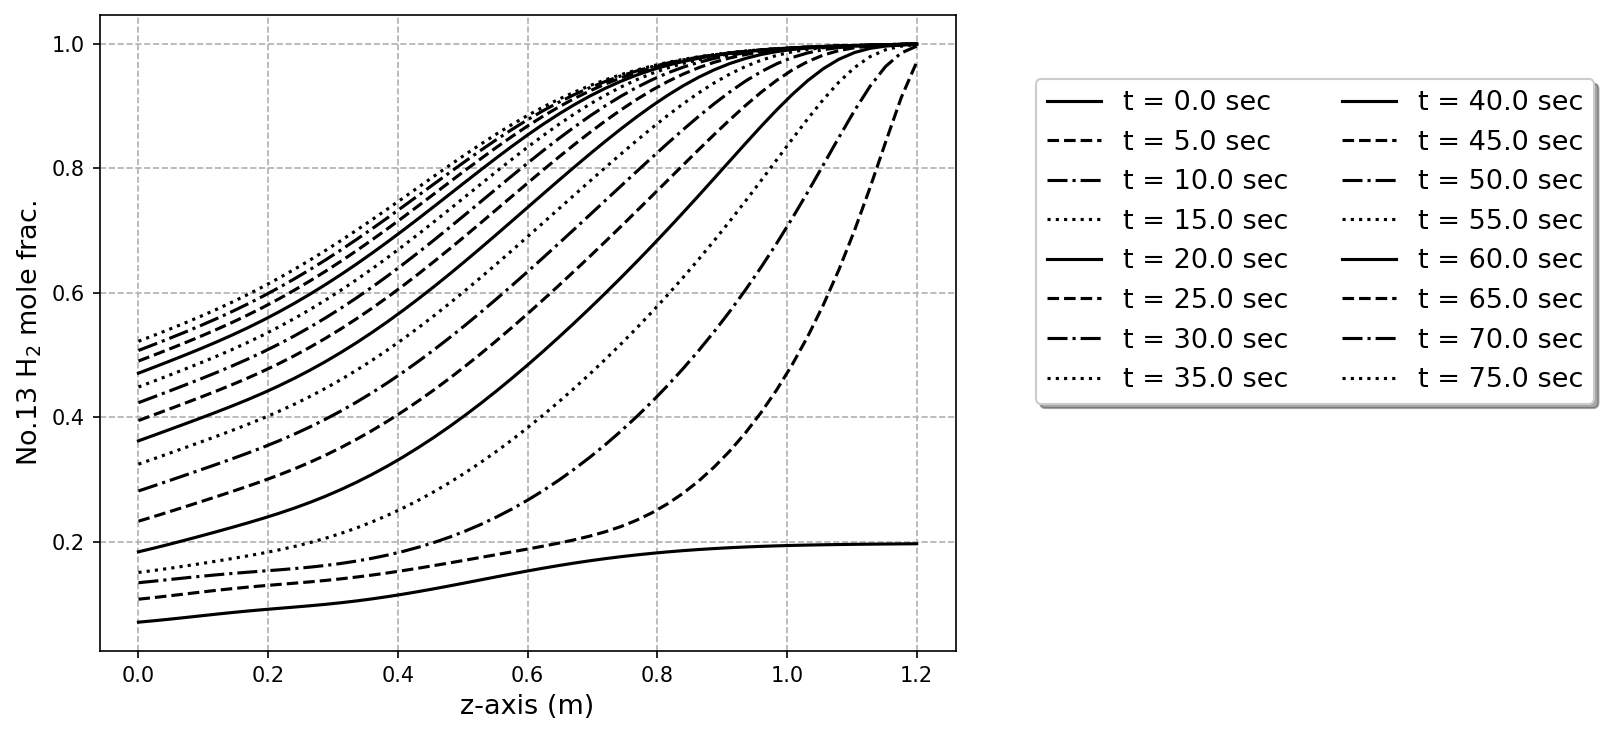 1.0
0.8
0.6
0.4
0.2
No.13 H₂ mole frac.
0.0 0.2 0.4 0.6 0.8 1.0 1.2
z-axis (m)
t = 0.0 sec
t = 5.0 sec
t = 10.0 sec
t = 15.0 sec
t = 20.0 sec
t = 25.0 sec
t = 30.0 sec
t = 35.0 sec
t = 40.0 sec
t = 45.0 sec
t = 50.0 sec
t = 55.0 sec
t = 60.0 sec
t = 65.0 sec
t = 70.0 sec
t = 75.0 sec